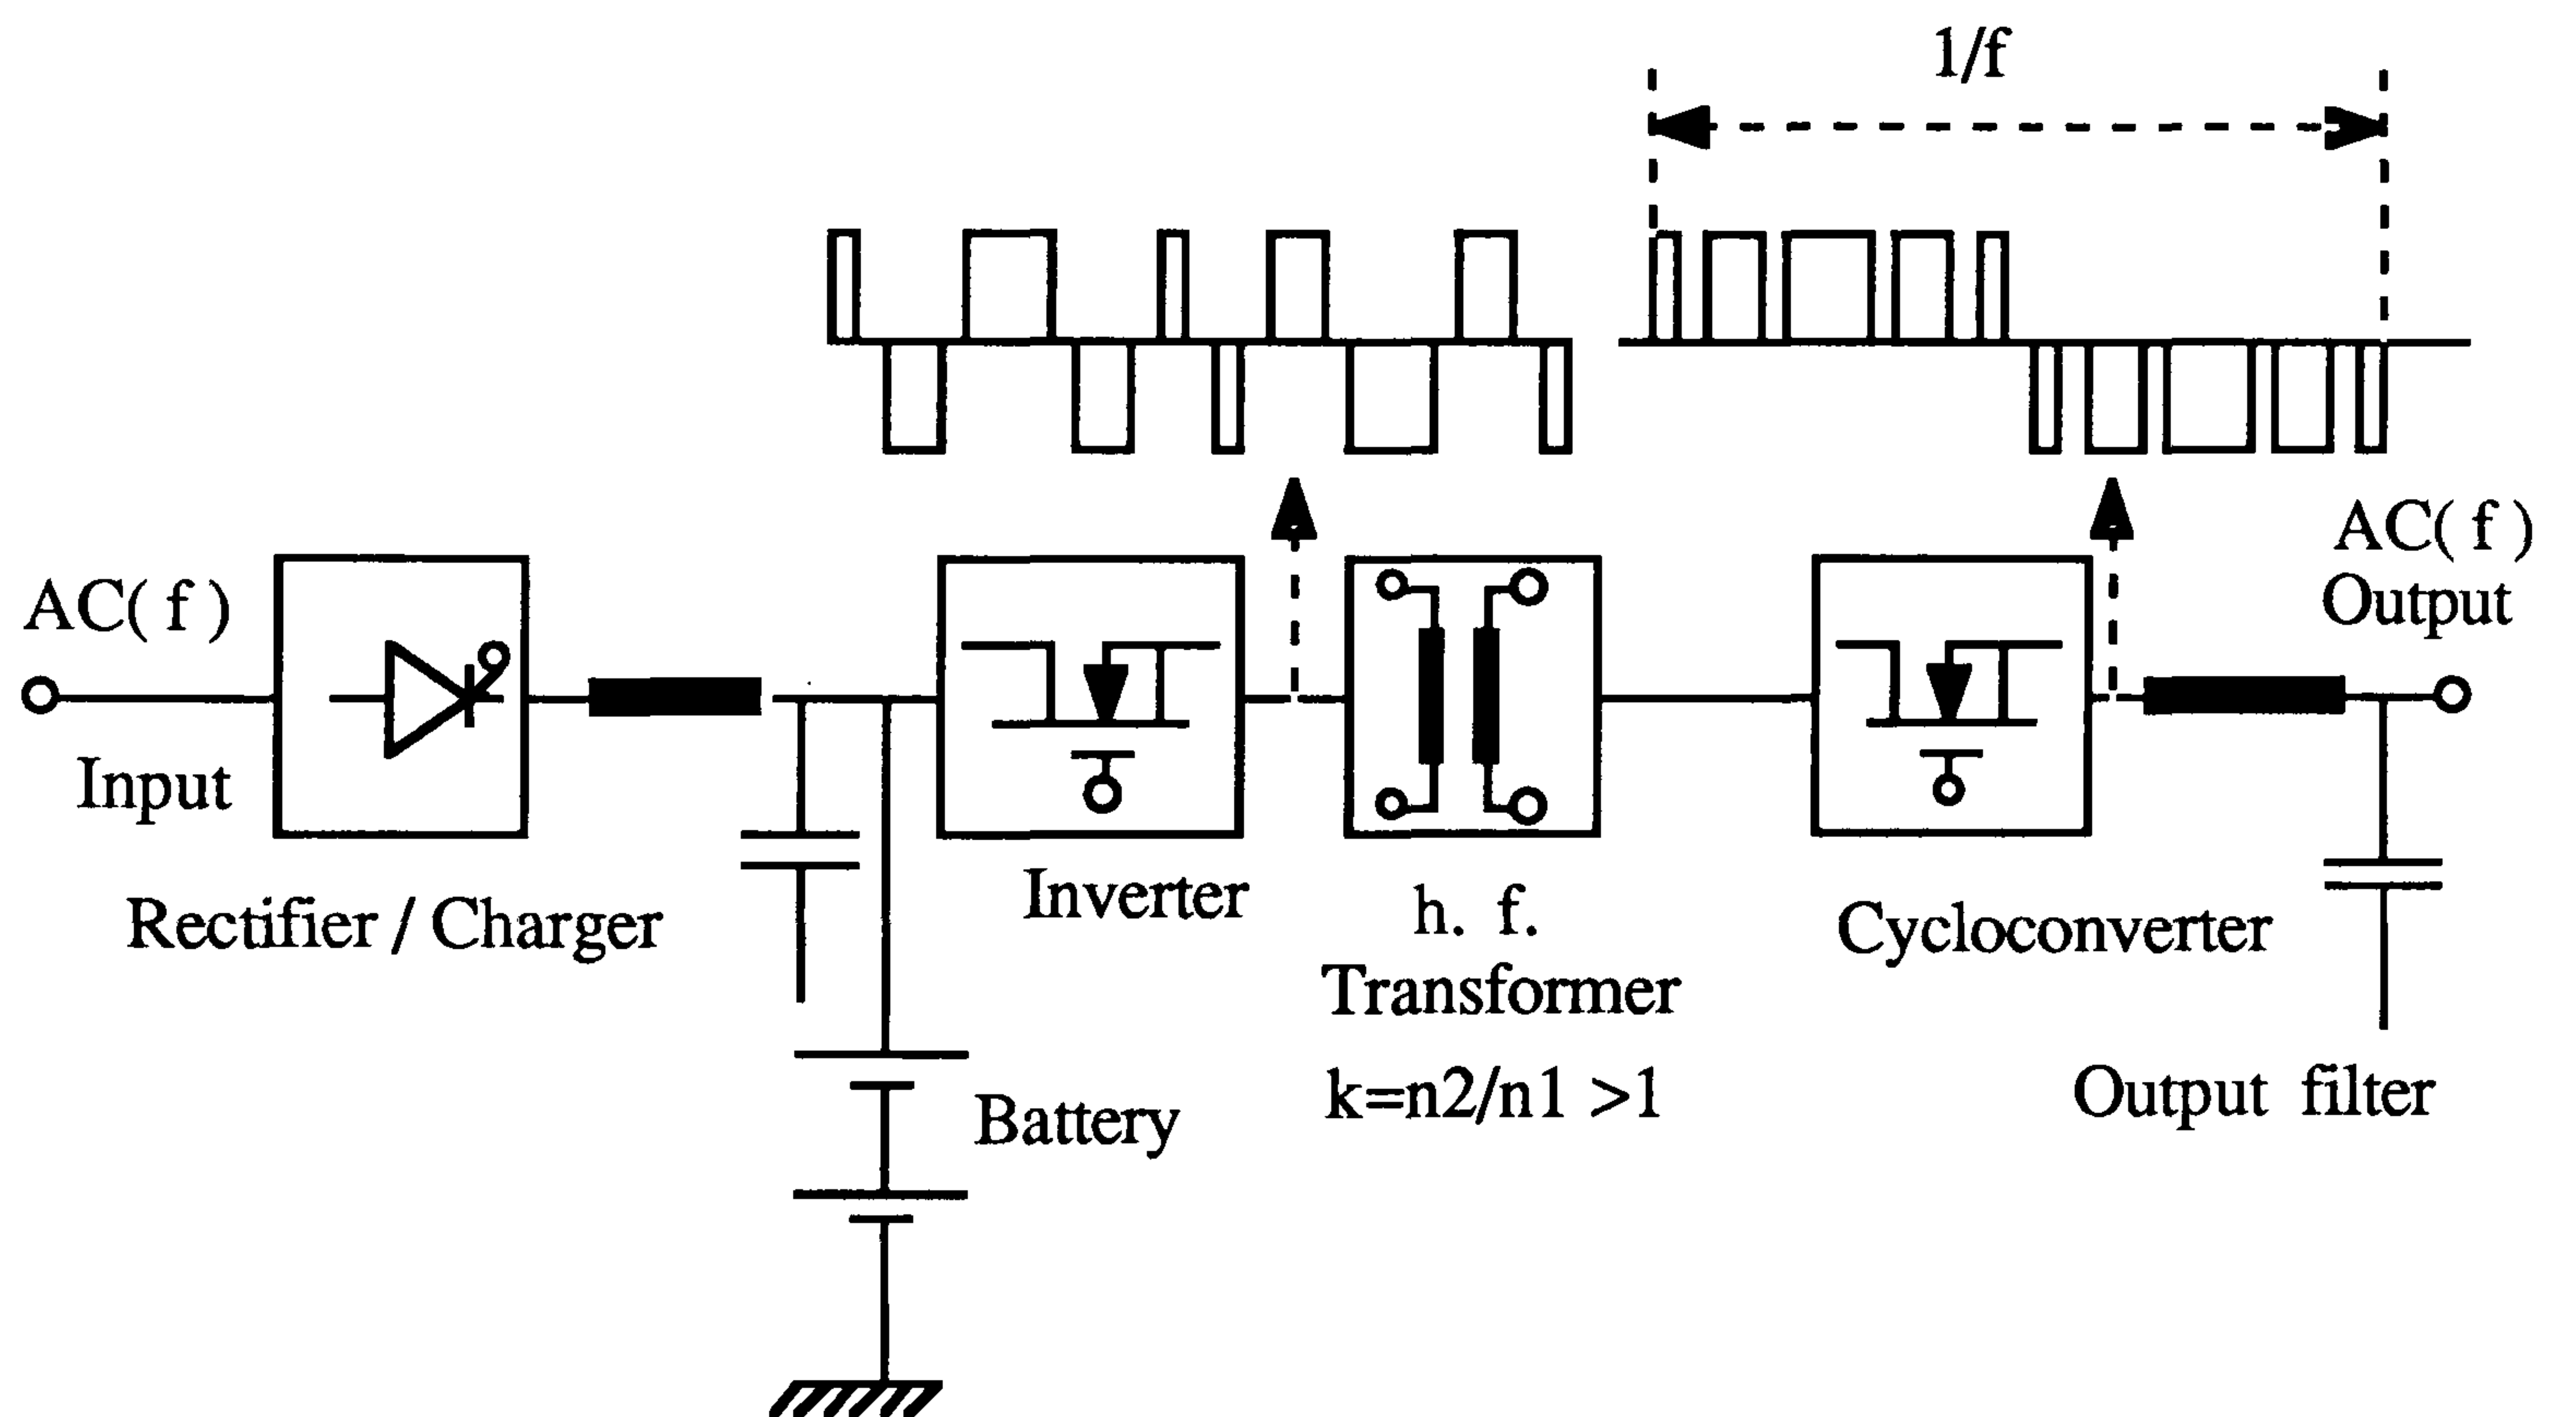 1/f
AC( f )
Input
Rectifier / Charger
Battery
Inverter
h. f.
Transformer
k=n2/n1 >1
Cycloconverter
AC( f )
Output
Output filter